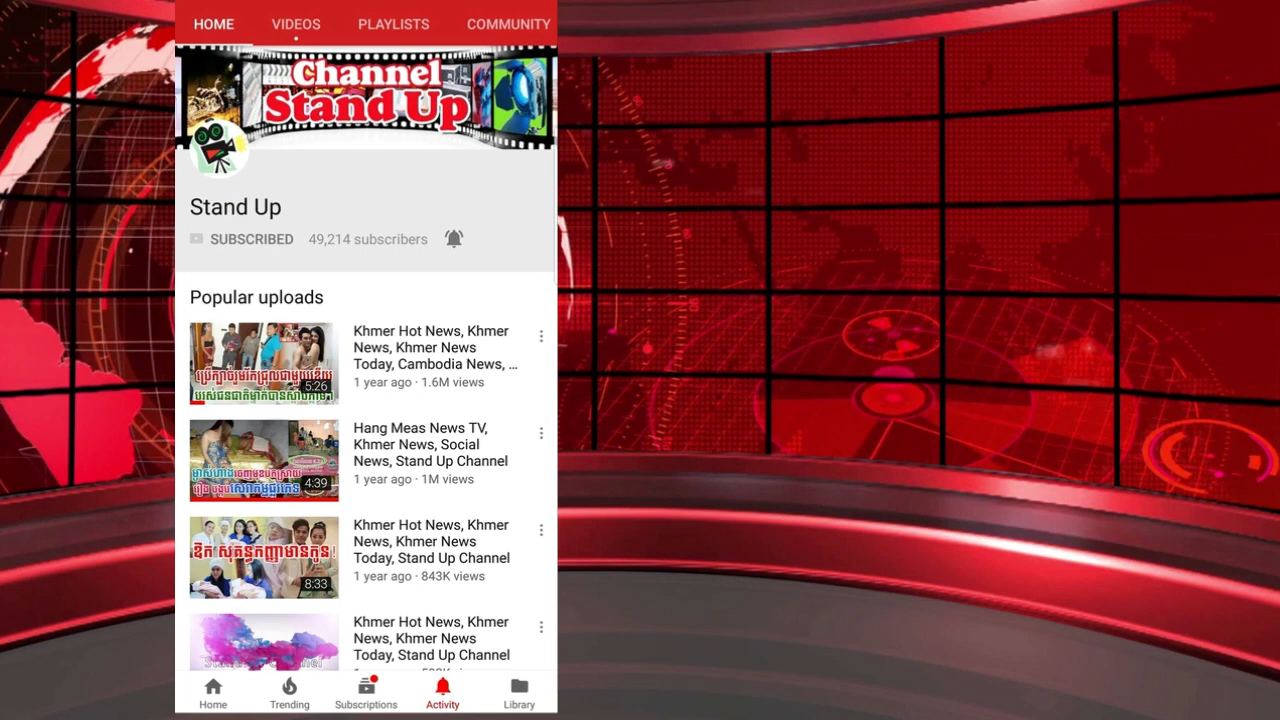 HOME VIDEOS PLAYLISTS COMMUNITY
Channel
Stand Up
Stand Up
SUBSCRIBED 49,214 subscribers
Popular uploads
Khmer Hot News, Khmer
News, Khmer News
Today, Cambodia News, ...
1 year ago · 1.6M views
5:26
Hang Meas News TV,
Khmer News, Social
News, Stand Up Channel
1 year ago · 1M views
4:39
Khmer Hot News, Khmer
News, Khmer News
Today, Stand Up Channel
1 year ago · 843K views
8:33
Khmer Hot News, Khmer
News, Khmer News
Today, Stand Up Channel
Home Trending Subscriptions Activity Library